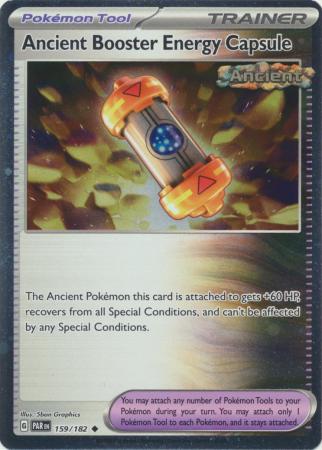 Pokémon Tool
TRAINER
Ancient Booster Energy Capsule
Ancient
The Ancient Pokémon this card is attached to gets +60 HP,
recovers from all Special Conditions, and can't be affected
by any Special Conditions.
You may attach any number of Pokémon Tools to your
Pokémon during your turn. You may attach only 1
Pokémon Tool to each Pokémon, and it stays attached.
Illus. 5ban Graphics
G PAR EN 159/182